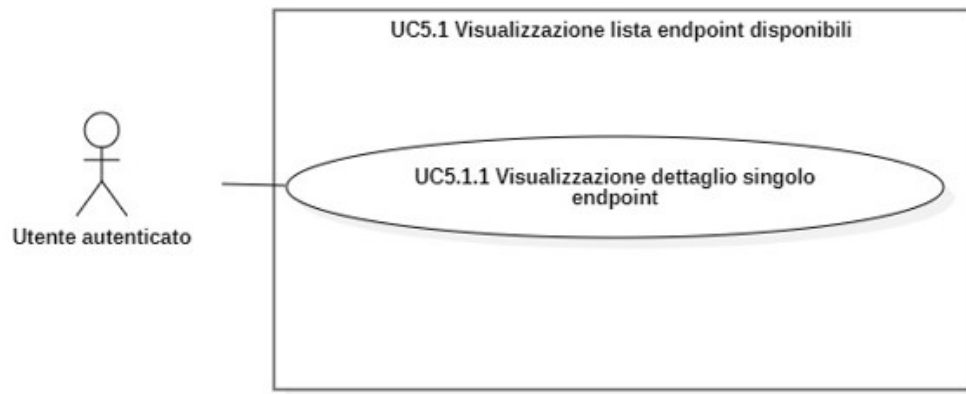 UC5.1 Visualizzazione lista endpoint disponibili
UC5.1.1 Visualizzazione dettaglio singolo
endpoint
Utente autenticato